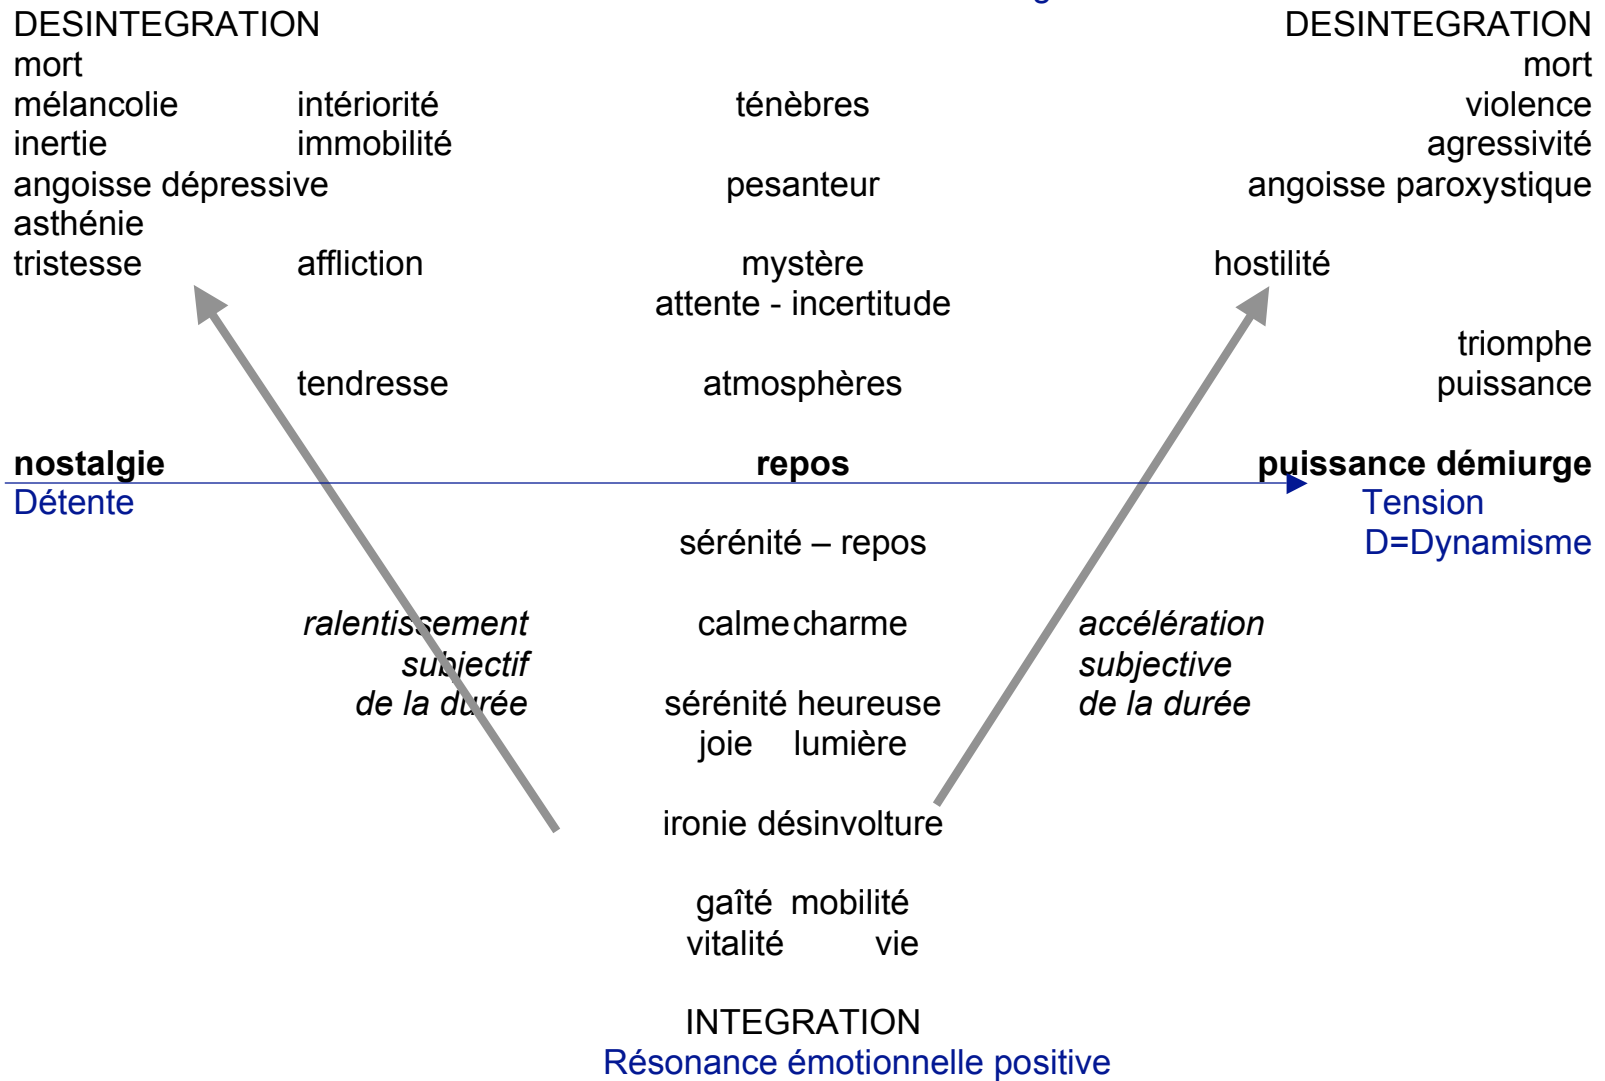 DESINTEGRATION DESINTEGRATION
mort mort
mélancolie intériorité ténèbres violence
inertie immobilité agressivité
angoisse dépressive pesanteur angoisse paroxystique
asthénie
tristesse affliction mystère hostilité
attente - incertitude
triomphe
tendresse atmosphères puissance
nostalgie repos puissance démiurge
Détente Tension
sérénité – repos D=Dynamisme
ralentissement calme charme accélération
subjectif subjective
de la durée sérénité heureuse de la durée
joie lumière
ironie désinvolture
gaîté mobilité
vitalité vie
INTEGRATION
Résonance émotionnelle positive